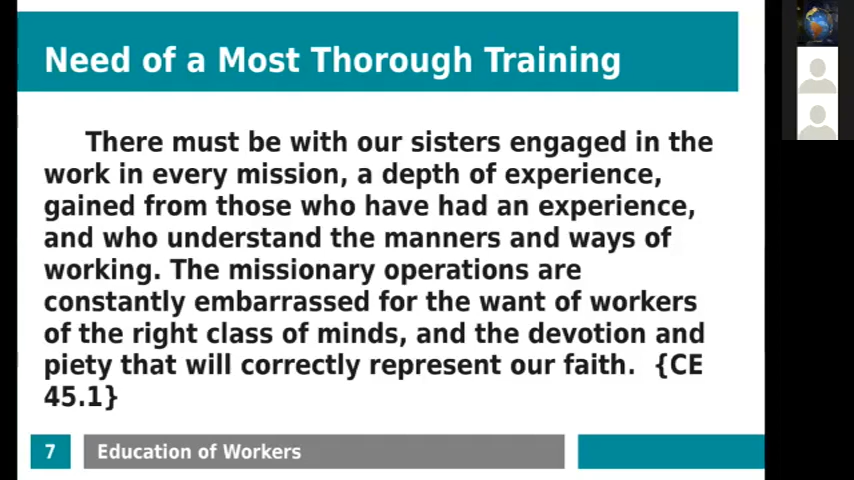 Need of a Most Thorough Training
There must be with our sisters engaged in the
work in every mission, a depth of experience,
gained from those who have had an experience,
and who understand the manners and ways of
working. The missionary operations are
constantly embarrassed for the want of workers
of the right class of minds, and the devotion and
piety that will correctly represent our faith. {CE
45.1}
7
Education of Workers